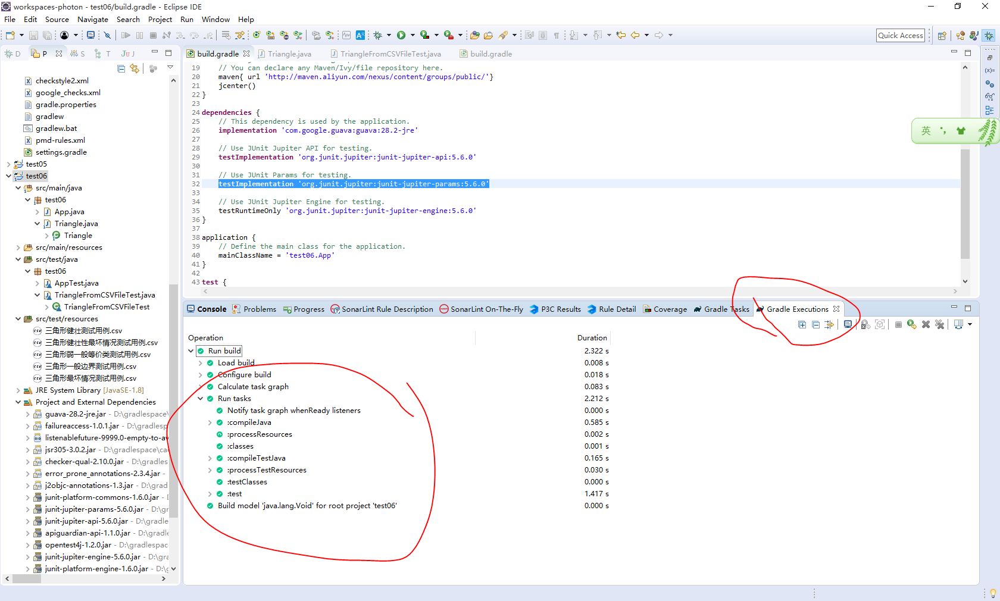 workspaces-photon - test06/build.gradle - Eclipse IDE
File Edit Source Navigate Search Project Run Window Help
Quick Access
D P S T Ju J
checkstyle2.xml
google_checks.xml
gradle.properties
gradlew
gradlew.bat
pmd-rules.xml
settings.gradle
test05
test06
src/main/java
test06
App.java
Triangle.java
Triangle
src/main/resources
src/test/java
test06
AppTest.java
TriangleFromCSVFileTest.java
TriangleFromCSVFileTest
src/test/resources
三角形健壮测试用例.csv
三角形健壮性最坏情况测试用例.csv
三角形弱一般等价类测试用例.csv
三角形一般边界测试用例.csv
三角形最坏情况测试用例.csv
JRE System Library [JavaSE-1.8]
Project and External Dependencies
guava-28.2-jre.jar - D:\gradlespace\
failureaccess-1.0.1.jar - D:\gradlesp
listenablefuture-9999.0-empty-to-av
jsr305-3.0.2.jar - D:\gradlespace\ca
checker-qual-2.10.0.jar - D:\gradles
error_prone_annotations-2.3.4.jar -
j2objc-annotations-1.3.jar - D:\grad
junit-platform-commons-1.6.0.jar -
junit-jupiter-params-5.6.0.jar - D:\gr
junit-jupiter-api-5.6.0.jar - D:\grad
apiguardian-api-1.1.0.jar - D:\grad
opentest4j-1.2.0.jar - D:\gradlespac
junit-jupiter-engine-5.6.0.jar - D:\gra
junit-platform-engine-1.6.0.jar - D:\
build.gradle Triangle.java TriangleFromCSVFileTest.java build.gradle
19 // You can declare any Maven/Ivy/file repository here.
20 maven{ url 'http://maven.aliyun.com/nexus/content/groups/public/'}
21 jcenter()
22 }
23
24 dependencies {
25 // This dependency is used by the application.
26 implementation 'com.google.guava:guava:28.2-jre'
27
28 // Use JUnit Jupiter API for testing.
29 testImplementation 'org.junit.jupiter:junit-jupiter-api:5.6.0'
30
31 // Use JUnit Params for testing.
32 testImplementation 'org.junit.jupiter:junit-jupiter-params:5.6.0'
33
34 // Use JUnit Jupiter Engine for testing.
35 testRuntimeOnly 'org.junit.jupiter:junit-jupiter-engine:5.6.0'
36 }
37
38 application {
39 // Define the main class for the application.
40 mainClassName = 'test06.App'
41 }
42
43 test {
英
Console Problems Progress SonarLint Rule Description SonarLint On-The-Fly P3C Results Rule Detail Coverage Gradle Tasks Gradle Executions
Operation Duration
Run build 2.322 s
Load build 0.008 s
Configure build 0.018 s
Calculate task graph 0.083 s
Run tasks 2.212 s
Notify task graph whenReady listeners 0.000 s
:compileJava 0.585 s
:processResources 0.002 s
:classes 0.001 s
:compileTestJava 0.165 s
:processTestResources 0.030 s
:testClasses 0.000 s
:test 1.417 s
Build model 'java.lang.Void' for root project 'test06' 0.000 s